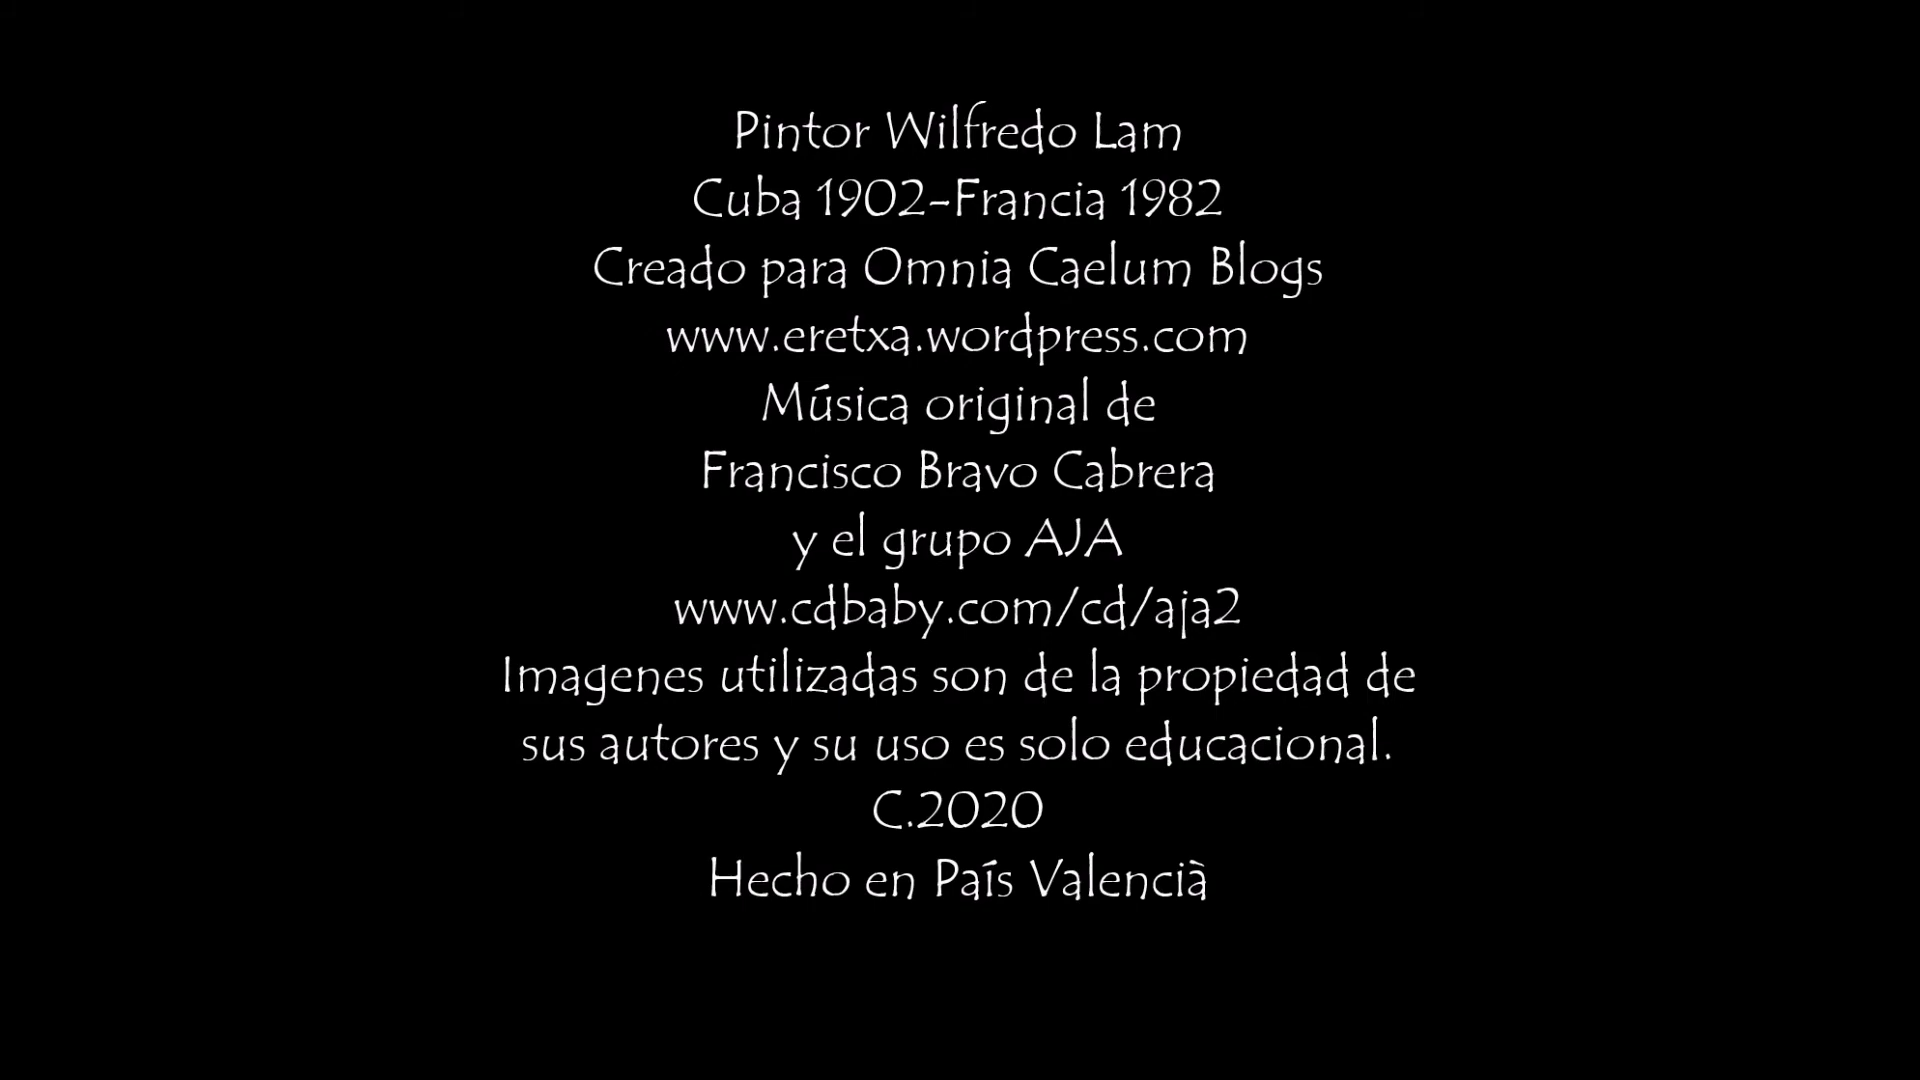 Pintor Wilfredo Lam
Cuba 1902-Francia 1982
Creado para Omnia Caelum Blogs
www.eretxa.wordpress.com
Música original de
Francisco Bravo Cabrera
y el grupo AJA
www.cdbaby.com/cd/aja2
Imagenes utilizadas son de la propiedad de
sus autores y su uso es solo educacional.
C.2020
Hecho en País Valencià